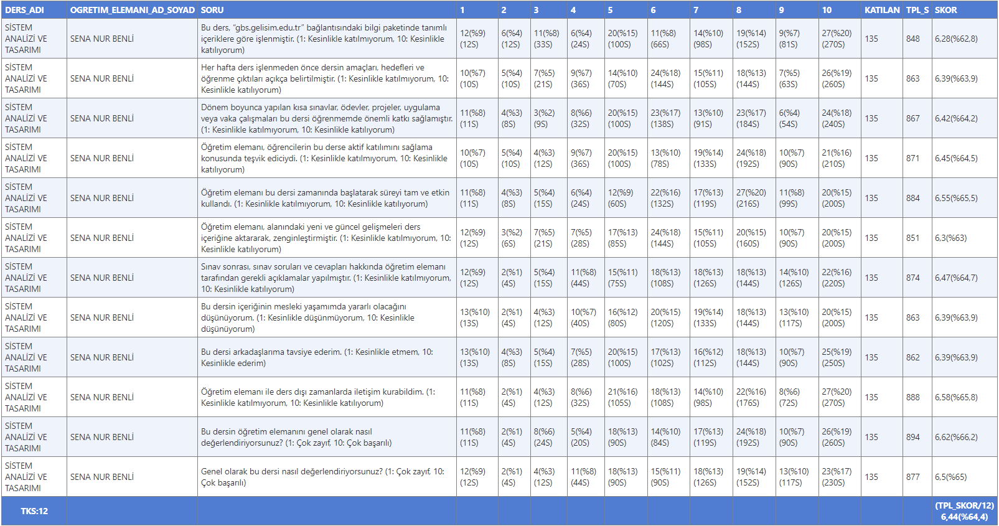 DERS_ADI OGRETIM_ELEMANI_AD_SOYAD SORU 1 2 3 4 5 6 7 8 9 10 KATILAN TPL_S SKOR
SİSTEM ANALİZİ VE TASARIMI SENA NUR BENLİ Bu ders, “gbs.gelisim.edu.tr” bağlantısındaki bilgi paketinde tanımlı içeriklere göre işlenmiştir. (1: Kesinlikle katılmıyorum, 10: Kesinlikle katılıyorum) 12(%9) (12S) 6(%4) (12S) 11(%8) (33S) 6(%4) (24S) 20(%15) (100S) 11(%8) (66S) 14(%10) (98S) 19(%14) (152S) 9(%7) (81S) 27(%20) (270S) 135 848 6,28(%62,8)
SİSTEM ANALİZİ VE TASARIMI SENA NUR BENLİ Her hafta ders işlenmeden önce dersin amaçları, hedefleri ve öğrenme çıktıları açıkça belirtilmiştir. (1: Kesinlikle katılmıyorum, 10: Kesinlikle katılıyorum) 10(%7) (10S) 5(%4) (10S) 7(%5) (21S) 9(%7) (36S) 14(%10) (70S) 24(%18) (144S) 15(%11) (105S) 18(%13) (144S) 7(%5) (63S) 26(%19) (260S) 135 863 6,39(%63,9)
SİSTEM ANALİZİ VE TASARIMI SENA NUR BENLİ Dönem boyunca yapılan kısa sınavlar, ödevler, projeler, uygulama veya vaka çalışmaları bu dersi öğrenmemde önemli katkı sağlamıştır. (1: Kesinlikle katılmıyorum, 10: Kesinlikle katılıyorum) 11(%8) (11S) 4(%3) (8S) 3(%2) (9S) 8(%6) (32S) 20(%15) (100S) 23(%17) (138S) 13(%10) (91S) 23(%17) (184S) 6(%4) (54S) 24(%18) (240S) 135 867 6,42(%64,2)
SİSTEM ANALİZİ VE TASARIMI SENA NUR BENLİ Öğretim elemanı, öğrencilerin bu derse aktif katılımını sağlama konusunda teşvik ediciydi. (1: Kesinlikle katılmıyorum, 10: Kesinlikle katılıyorum) 10(%7) (10S) 5(%4) (10S) 4(%3) (12S) 9(%7) (36S) 20(%15) (100S) 13(%10) (78S) 19(%14) (133S) 24(%18) (192S) 10(%7) (90S) 21(%16) (210S) 135 871 6,45(%64,5)
SİSTEM ANALİZİ VE TASARIMI SENA NUR BENLİ Öğretim elemanı bu dersi zamanında başlatarak süreyi tam ve etkin kullandı. (1: Kesinlikle katılmıyorum, 10: Kesinlikle katılıyorum) 11(%8) (11S) 4(%3) (8S) 5(%4) (15S) 6(%4) (24S) 12(%9) (60S) 22(%16) (132S) 17(%13) (119S) 27(%20) (216S) 11(%8) (99S) 20(%15) (200S) 135 884 6,55(%65,5)
SİSTEM ANALİZİ VE TASARIMI SENA NUR BENLİ Öğretim elemanı, alanındaki yeni ve güncel gelişmeleri ders içeriğine aktararak, zenginleştirmiştir. (1: Kesinlikle katılmıyorum, 10: Kesinlikle katılıyorum) 12(%9) (12S) 3(%2) (6S) 7(%5) (21S) 7(%5) (28S) 17(%13) (85S) 24(%18) (144S) 15(%11) (105S) 20(%15) (160S) 10(%7) (90S) 20(%15) (200S) 135 851 6,3(%63)
SİSTEM ANALİZİ VE TASARIMI SENA NUR BENLİ Sınav sonrası, sınav soruları ve cevapları hakkında öğretim elemanı tarafından gerekli açıklamalar yapılmıştır. (1: Kesinlikle katılmıyorum, 10: Kesinlikle katılıyorum) 12(%9) (12S) 2(%1) (4S) 5(%4) (15S) 11(%8) (44S) 15(%11) (75S) 18(%13) (108S) 18(%13) (126S) 18(%13) (144S) 14(%10) (126S) 22(%16) (220S) 135 874 6,47(%64,7)
SİSTEM ANALİZİ VE TASARIMI SENA NUR BENLİ Bu dersin içeriğinin mesleki yaşamımda yararlı olacağını düşünüyorum. (1: Kesinlikle düşünmüyorum, 10: Kesinlikle düşünüyorum) 13(%10) (13S) 2(%1) (4S) 4(%3) (12S) 10(%7) (40S) 16(%12) (80S) 20(%15) (120S) 19(%14) (133S) 18(%13) (144S) 13(%10) (117S) 20(%15) (200S) 135 863 6,39(%63,9)
SİSTEM ANALİZİ VE TASARIMI SENA NUR BENLİ Bu dersi arkadaşlarıma tavsiye ederim. (1: Kesinlikle etmem, 10: Kesinlikle ederim) 13(%10) (13S) 4(%3) (8S) 5(%4) (15S) 7(%5) (28S) 20(%15) (100S) 17(%13) (102S) 16(%12) (112S) 18(%13) (144S) 10(%7) (90S) 25(%19) (250S) 135 862 6,39(%63,9)
SİSTEM ANALİZİ VE TASARIMI SENA NUR BENLİ Öğretim elemanı ile ders dışı zamanlarda iletişim kurabildim. (1: Kesinlikle katılmıyorum, 10: Kesinlikle katılıyorum) 11(%8) (11S) 2(%1) (4S) 4(%3) (12S) 8(%6) (32S) 21(%16) (105S) 18(%13) (108S) 14(%10) (98S) 22(%16) (176S) 8(%6) (72S) 27(%20) (270S) 135 888 6,58(%65,8)
SİSTEM ANALİZİ VE TASARIMI SENA NUR BENLİ Bu dersin öğretim elemanını genel olarak nasıl değerlendiriyorsunuz? (1: Çok zayıf, 10: Çok başarılı) 11(%8) (11S) 2(%1) (4S) 8(%6) (24S) 5(%4) (20S) 18(%13) (90S) 14(%10) (84S) 17(%13) (119S) 24(%18) (192S) 10(%7) (90S) 26(%19) (260S) 135 894 6,62(%66,2)
SİSTEM ANALİZİ VE TASARIMI SENA NUR BENLİ Genel olarak bu dersi nasıl değerlendiriyorsunuz? (1: Çok zayıf, 10: Çok başarılı) 12(%9) (12S) 2(%1) (4S) 4(%3) (12S) 11(%8) (44S) 18(%13) (90S) 15(%11) (90S) 18(%13) (126S) 19(%14) (152S) 13(%10) (117S) 23(%17) (230S) 135 877 6,5(%65)
TKS:12 (TPL_SKOR/12) 6,44(%64,4)